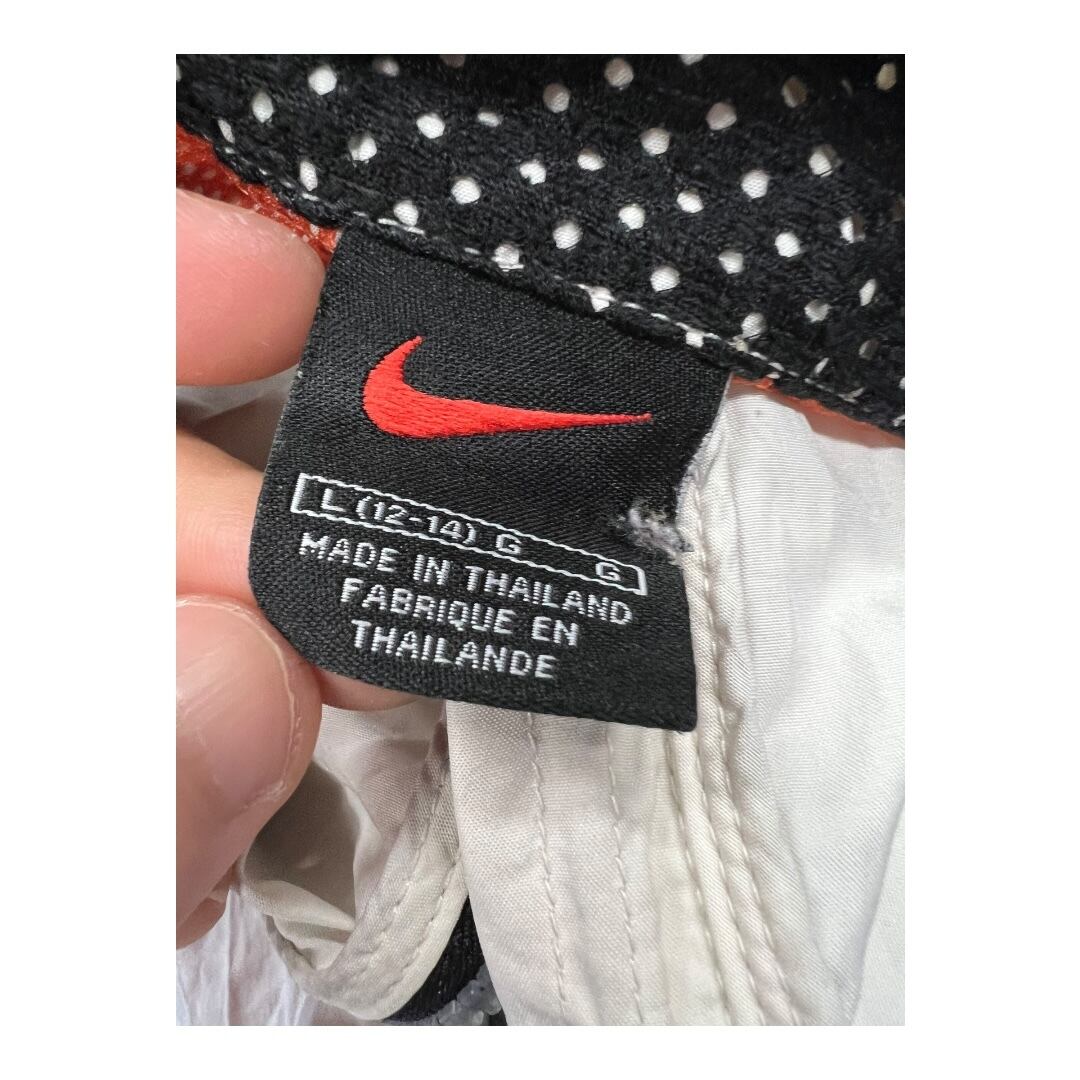 L (12-14) G G
MADE IN THAILAND
FABRIQUE EN
THAILANDE